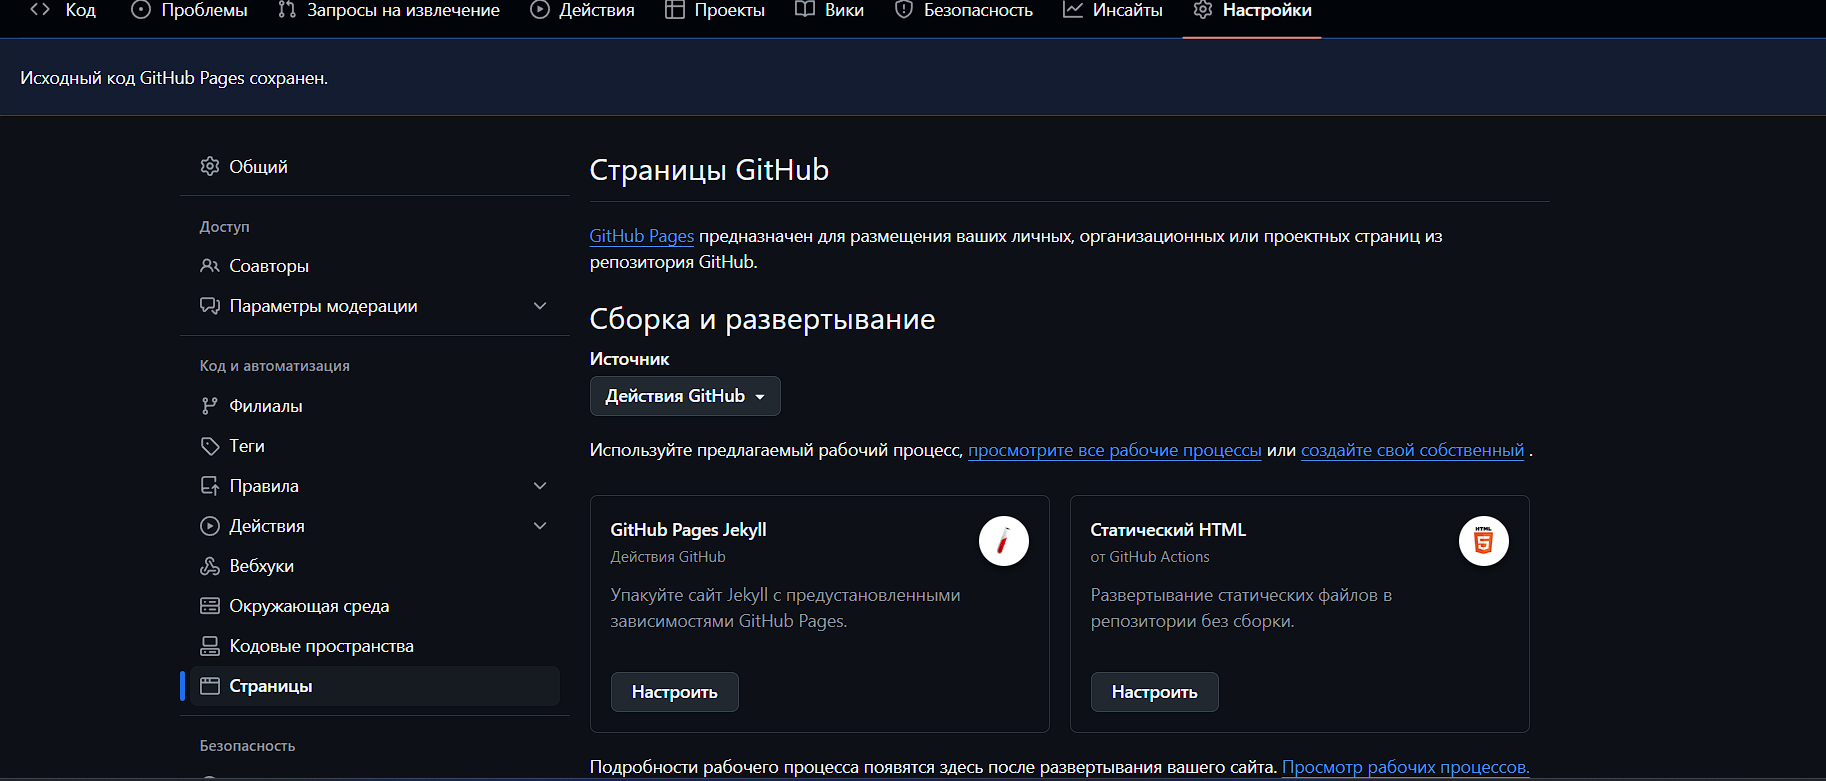 Код Проблемы Запросы на извлечение Действия Проекты Вики Безопасность Инсайты Настройки
Исходный код GitHub Pages сохранен.
Общий
Доступ
Соавторы
Параметры модерации
Код и автоматизация
Филиалы
Теги
Правила
Действия
Вебхуки
Окружающая среда
Кодовые пространства
Страницы
Безопасность
Страницы GitHub
GitHub Pages предназначен для размещения ваших личных, организационных или проектных страниц из
репозитория GitHub.
Сборка и развертывание
Источник
Действия GitHub
Используйте предлагаемый рабочий процесс, просмотрите все рабочие процессы или создайте свой собственный .
GitHub Pages Jekyll
Действия GitHub
Упакуйте сайт Jekyll с предустановленными
зависимостями GitHub Pages.
Настроить
Статический HTML
от GitHub Actions
HTML
5
Развертывание статических файлов в
репозитории без сборки.
Настроить
Подробности рабочего процесса появятся здесь после развертывания вашего сайта. Просмотр рабочих процессов.